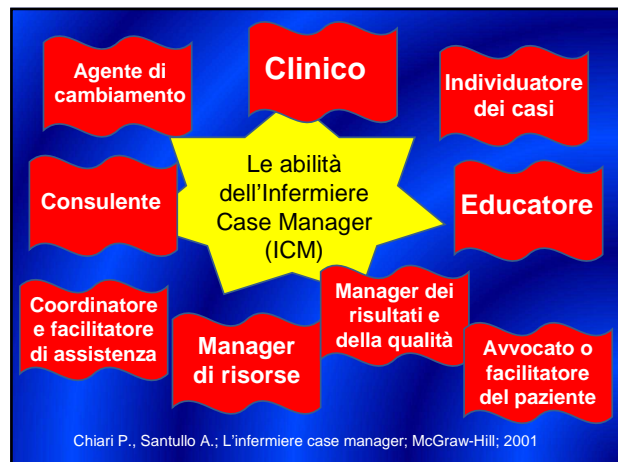 Agente di
cambiamento
Clinico
Individuatore
dei casi
Consulente
Le abilità
dell'Infermiere
Case Manager
(ICM)
Educatore
Coordinatore
e facilitatore
di assistenza
Manager
di risorse
Manager dei
risultati e
della qualità
Avvocato o
facilitatore
del paziente
Chiari P., Santullo A.; L'infermiere case manager; McGraw-Hill; 2001